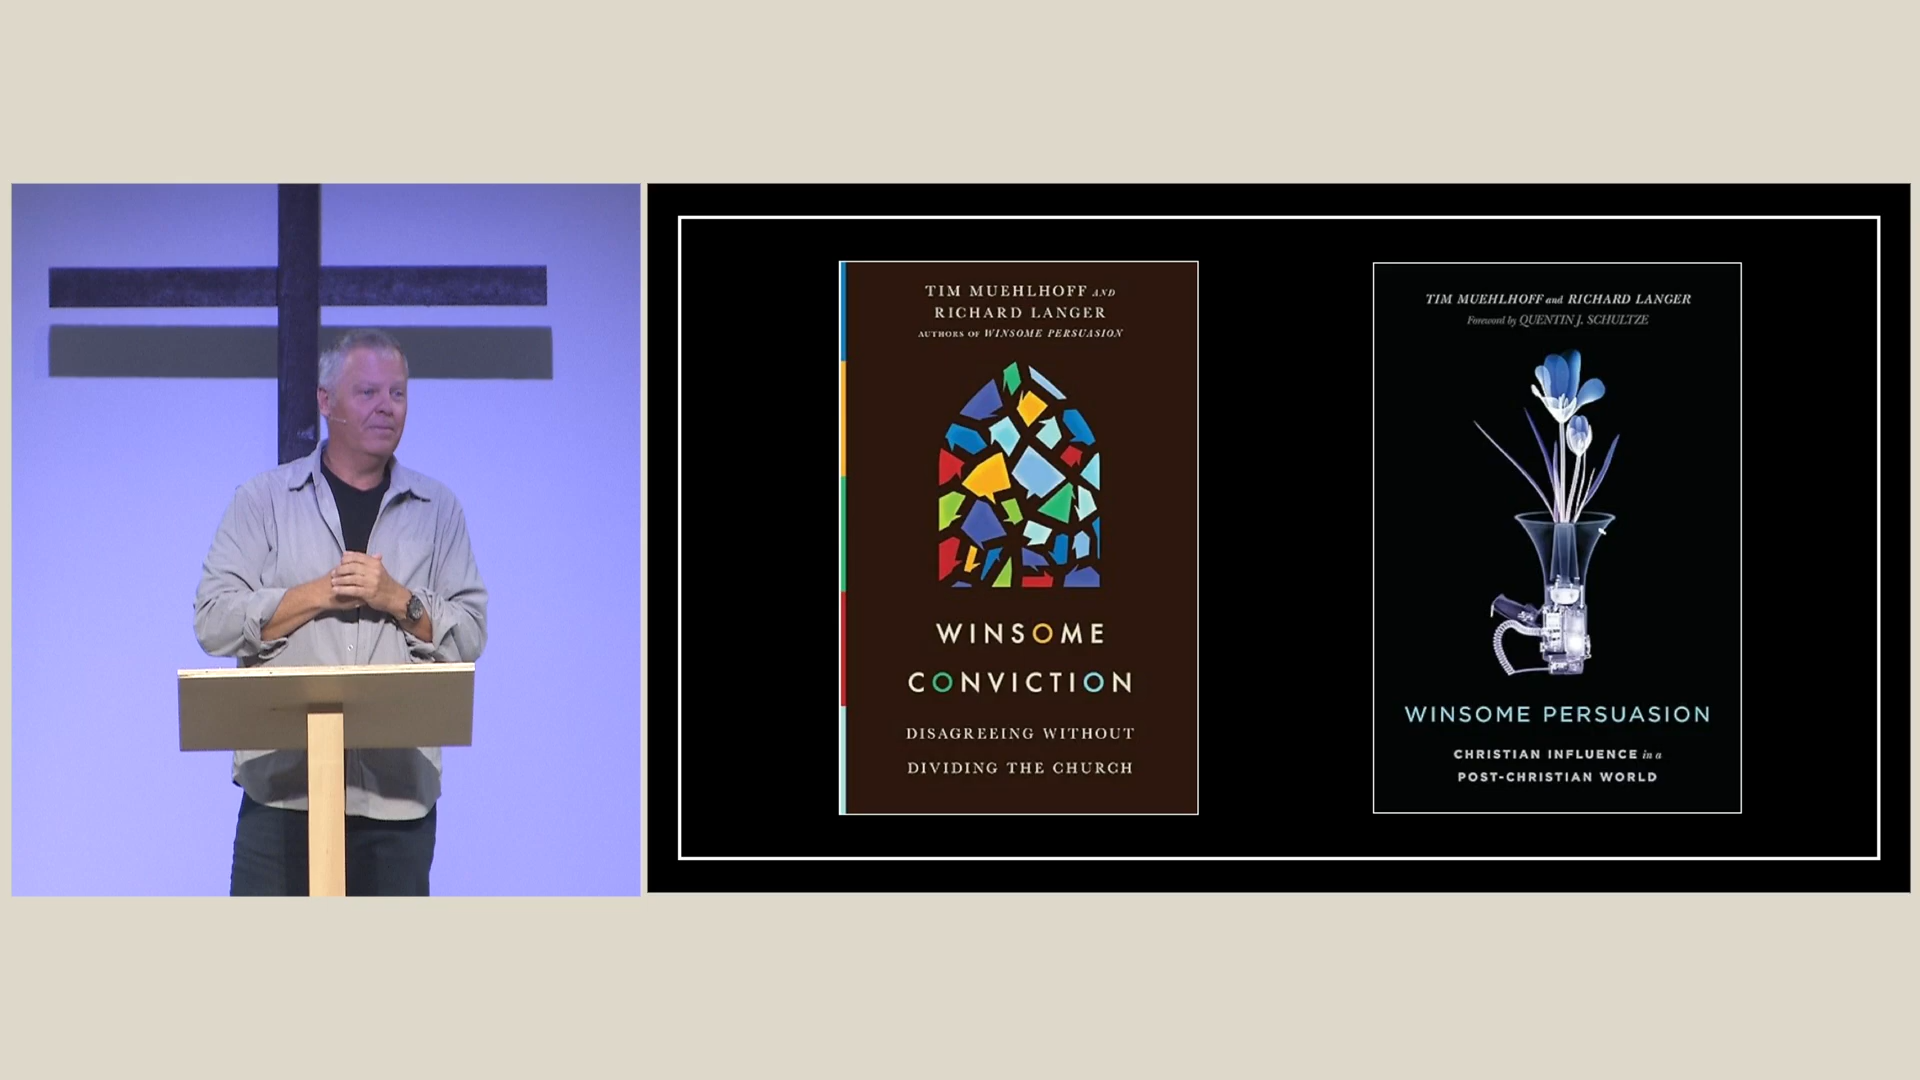 TIM MUEHLHOFF AND
RICHARD LANGER
AUTHORS OF WINSOME PERSUASION
WINSOME
CONVICTION
DISAGREEING WITHOUT
DIVIDING THE CHURCH
TIM MUEHLHOFF and RICHARD LANGER
Foreword by QUENTIN J. SCHULTZE
WINSOME PERSUASION
CHRISTIAN INFLUENCE in a
POST-CHRISTIAN WORLD